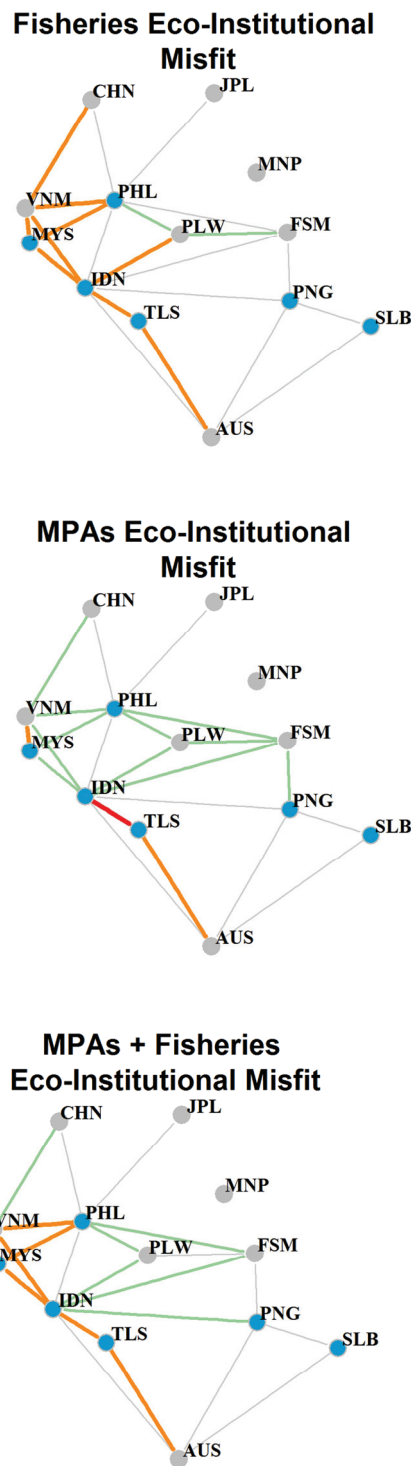 Fisheries Eco-Institutional
Misfit
CHN
JPL
MNP
VNM
PHL
MYS
PLW
FSM
IDN
TLS
PNG
SLB
AUS
MPAs Eco-Institutional
Misfit
CHN
JPL
MNP
VNM
PHL
MYS
PLW
FSM
IDN
TLS
PNG
SLB
AUS
MPAs + Fisheries
Eco-Institutional Misfit
CHN
JPL
MNP
PHL
VNM
MYS
PLW
FSM
IDN
TLS
PNG
SLB
AUS